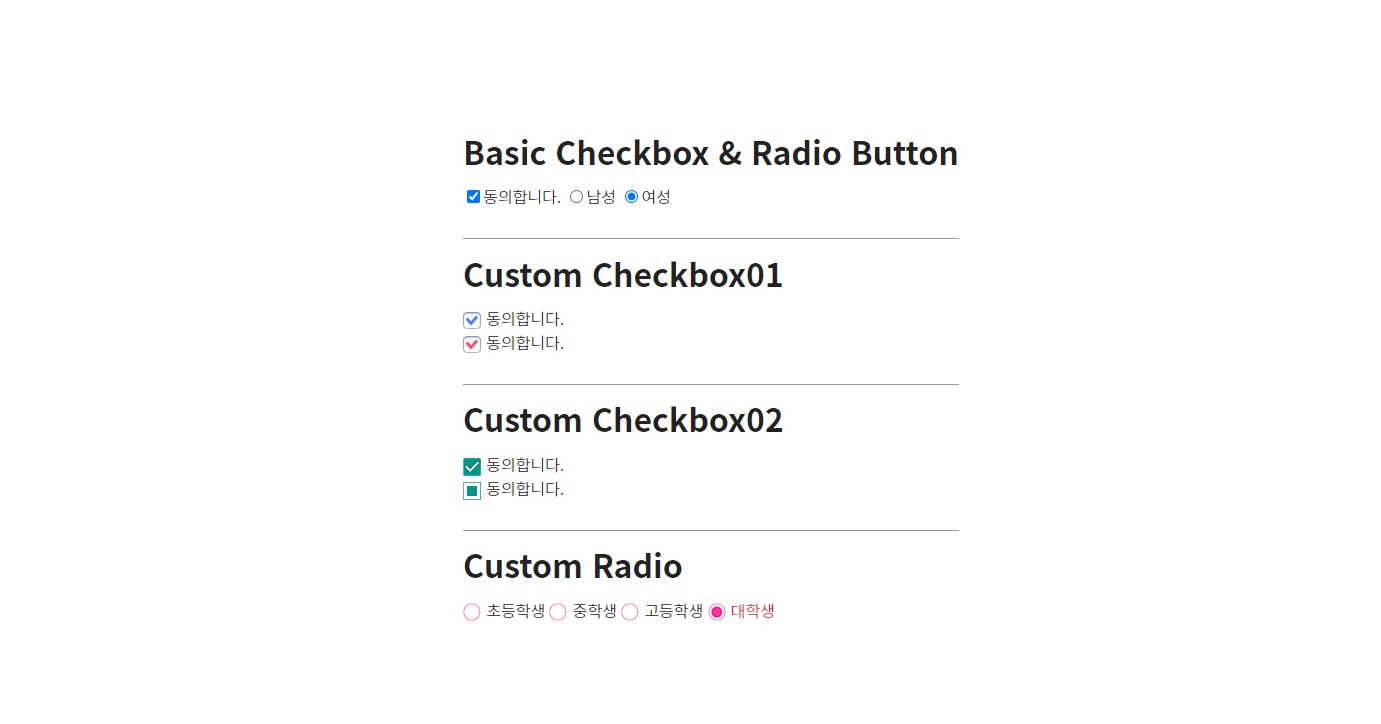 Basic Checkbox & Radio Button
동의합니다. 남성 여성
Custom Checkbox01
동의합니다.
동의합니다.
Custom Checkbox02
동의합니다.
동의합니다.
Custom Radio
초등학생 중학생 고등학생 대학생